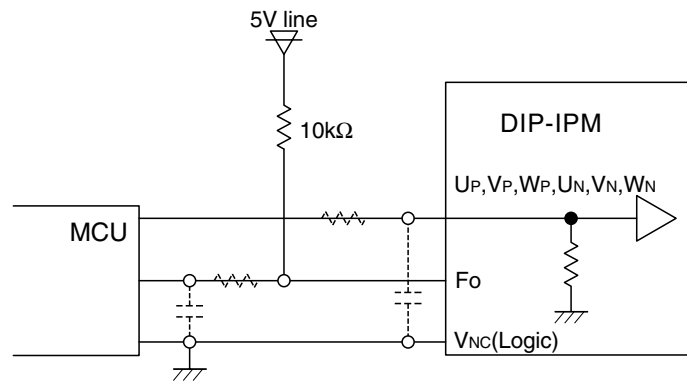 5V line
10kΩ
DIP-IPM
UP,VP,WP,UN,VN,WN
MCU
Fo
VNC(Logic)